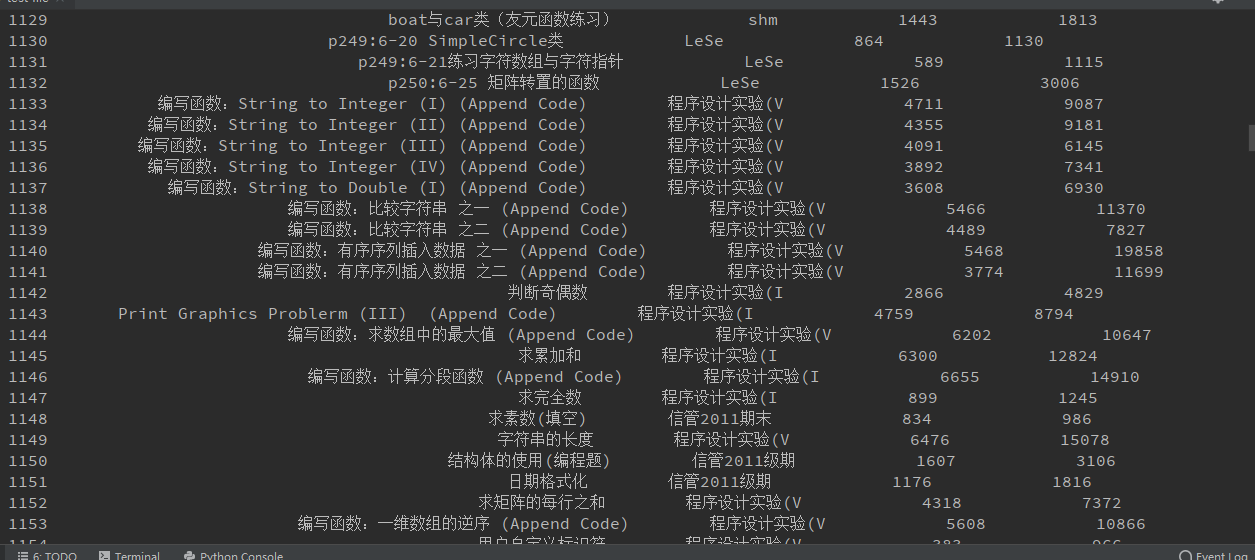 1129 boat与car类（友元函数练习） shm 1443 1813
1130 p249:6-20 SimpleCircle类 LeSe 864 1130
1131 p249:6-21练习字符数组与字符指针 LeSe 589 1115
1132 p250:6-25 矩阵转置的函数 LeSe 1526 3006
1133 编写函数：String to Integer (I) (Append Code) 程序设计实验(V 4711 9087
1134 编写函数：String to Integer (II) (Append Code) 程序设计实验(V 4355 9181
1135 编写函数：String to Integer (III) (Append Code) 程序设计实验(V 4091 6145
1136 编写函数：String to Integer (IV) (Append Code) 程序设计实验(V 3892 7341
1137 编写函数：String to Double (I) (Append Code) 程序设计实验(V 3608 6930
1138 编写函数：比较字符串 之一 (Append Code) 程序设计实验(V 5466 11370
1139 编写函数：比较字符串 之二 (Append Code) 程序设计实验(V 4489 7827
1140 编写函数：有序序列插入数据 之一 (Append Code) 程序设计实验(V 5468 19858
1141 编写函数：有序序列插入数据 之二 (Append Code) 程序设计实验(V 3774 11699
1142 判断奇偶数 程序设计实验(I 2866 4829
1143 Print Graphics Problerm (III) (Append Code) 程序设计实验(I 4759 8794
1144 编写函数：求数组中的最大值 (Append Code) 程序设计实验(V 6202 10647
1145 求累加和 程序设计实验(I 6300 12824
1146 编写函数：计算分段函数 (Append Code) 程序设计实验(I 6655 14910
1147 求完全数 程序设计实验(I 899 1245
1148 求素数(填空) 信管2011期末 834 986
1149 字符串的长度 程序设计实验(V 6476 15078
1150 结构体的使用(编程题) 信管2011级期 1607 3106
1151 日期格式化 信管2011级期 1176 1816
1152 求矩阵的每行之和 程序设计实验(V 4318 7372
1153 编写函数：一维数组的逆序 (Append Code) 程序设计实验(V 5608 10866
6: TODO Terminal Python Console Event Log